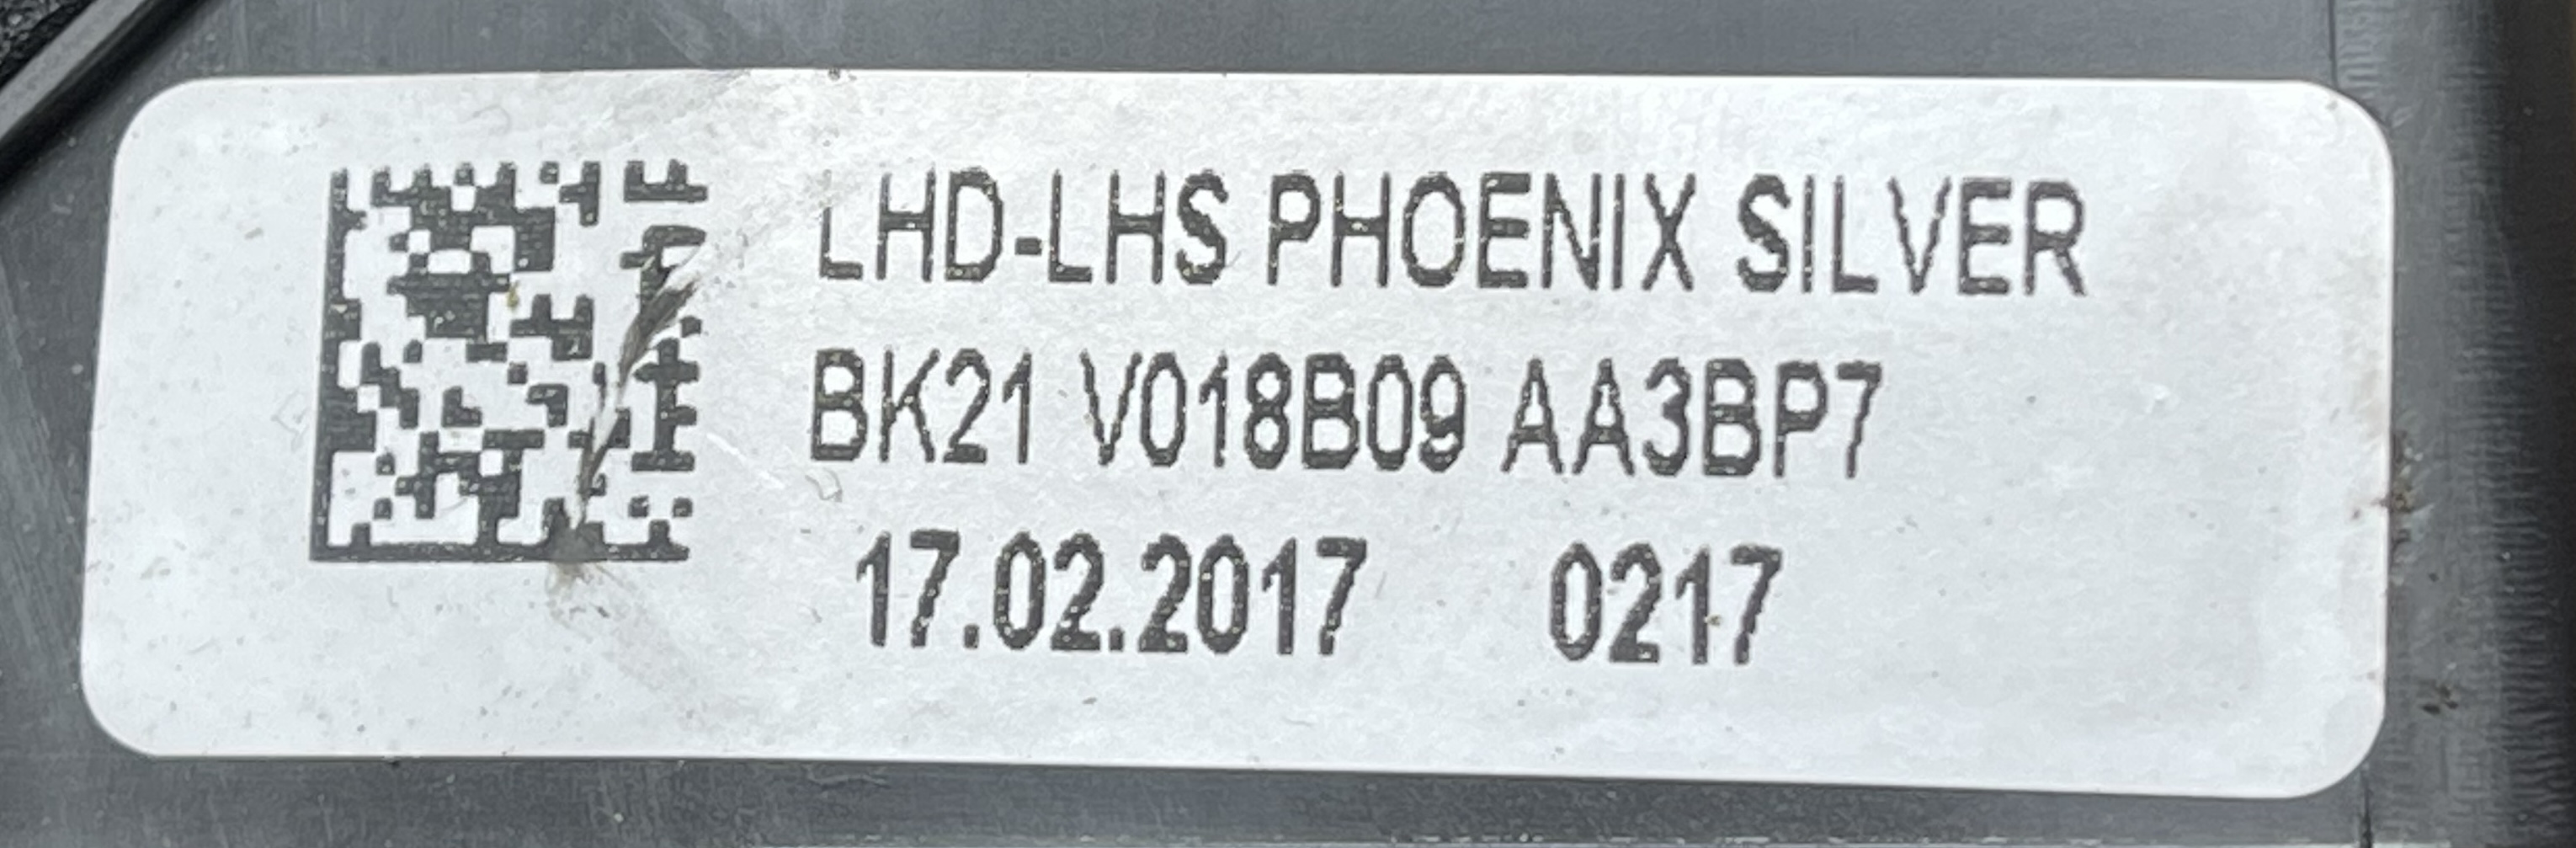 LHD-LHS PHOENIX SILVER
BK21 V018B09 AA3BP7
17.02.2017 0217